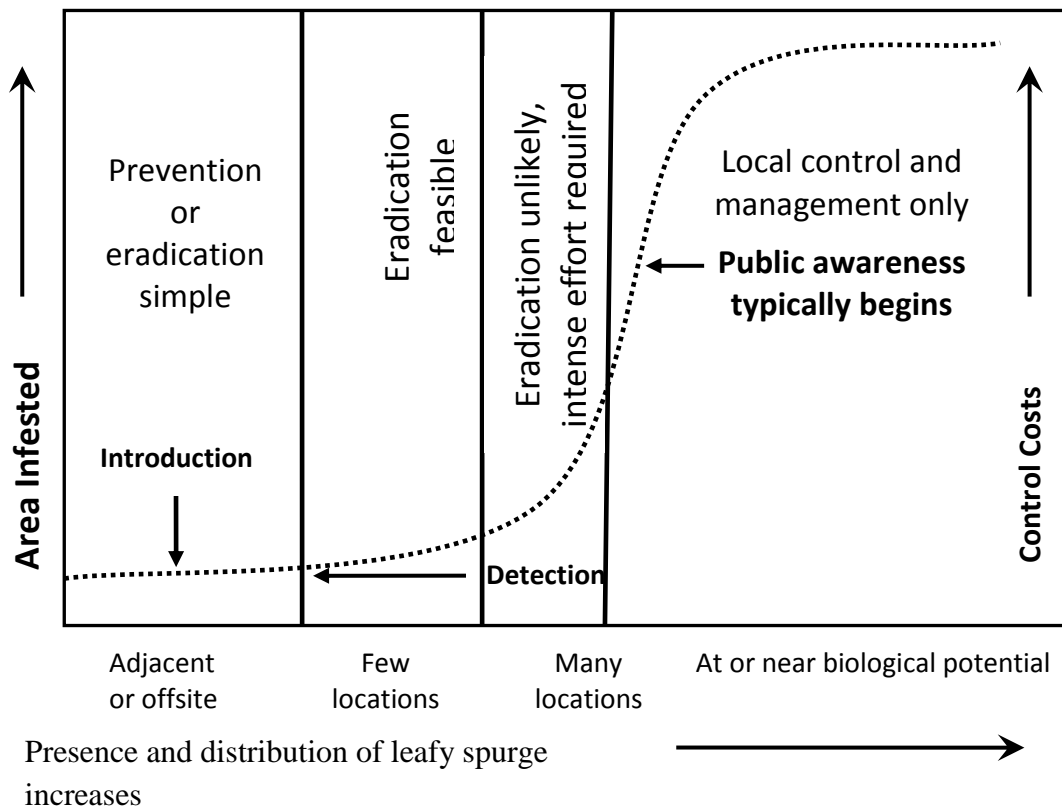 Area Infested
Prevention
or
eradication
simple
Introduction
Eradication
feasible
Eradication unlikely,
intense effort required
Detection
Local control and
management only
Public awareness
typically begins
Control Costs
Adjacent
or offsite
Few
locations
Many
locations
At or near biological potential
Presence and distribution of leafy spurge
increases